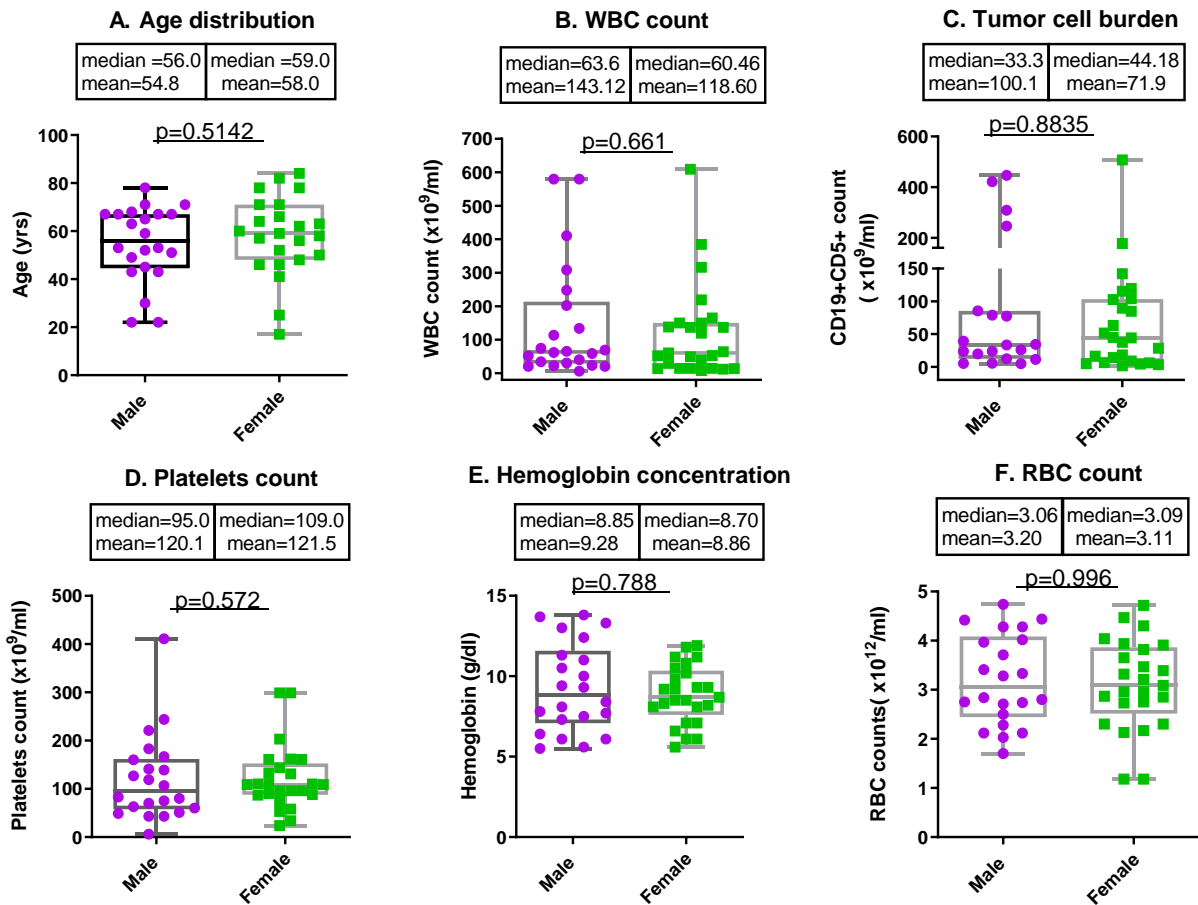 A. Age distribution
median =56.0
mean=54.8
median =59.0
mean=58.0
p=0.5142
Age (yrs)
100
80
60
40
20
0
Male
Female
B. WBC count
median=63.6
mean=143.12
median=60.46
mean=118.60
p=0.661
WBC count (x10⁹/ml)
700
600
500
400
300
200
100
0
Male
Female
C. Tumor cell burden
median=33.3
mean=100.1
median=44.18
mean=71.9
p=0.8835
CD19+CD5+ count
( x10⁹/ml)
600
400
200
150
100
50
0
Male
Female
D. Platelets count
median=95.0
mean=120.1
median=109.0
mean=121.5
p=0.572
Platelets count (x10⁹/ml)
500
400
300
200
100
0
Male
Female
E. Hemoglobin concentration
median=8.85
mean=9.28
median=8.70
mean=8.86
p=0.788
Hemoglobin (g/dl)
15
10
5
0
Male
Female
F. RBC count
median=3.06
mean=3.20
median=3.09
mean=3.11
p=0.996
RBC counts( x10¹²/ml)
5
4
3
2
1
0
Male
Female